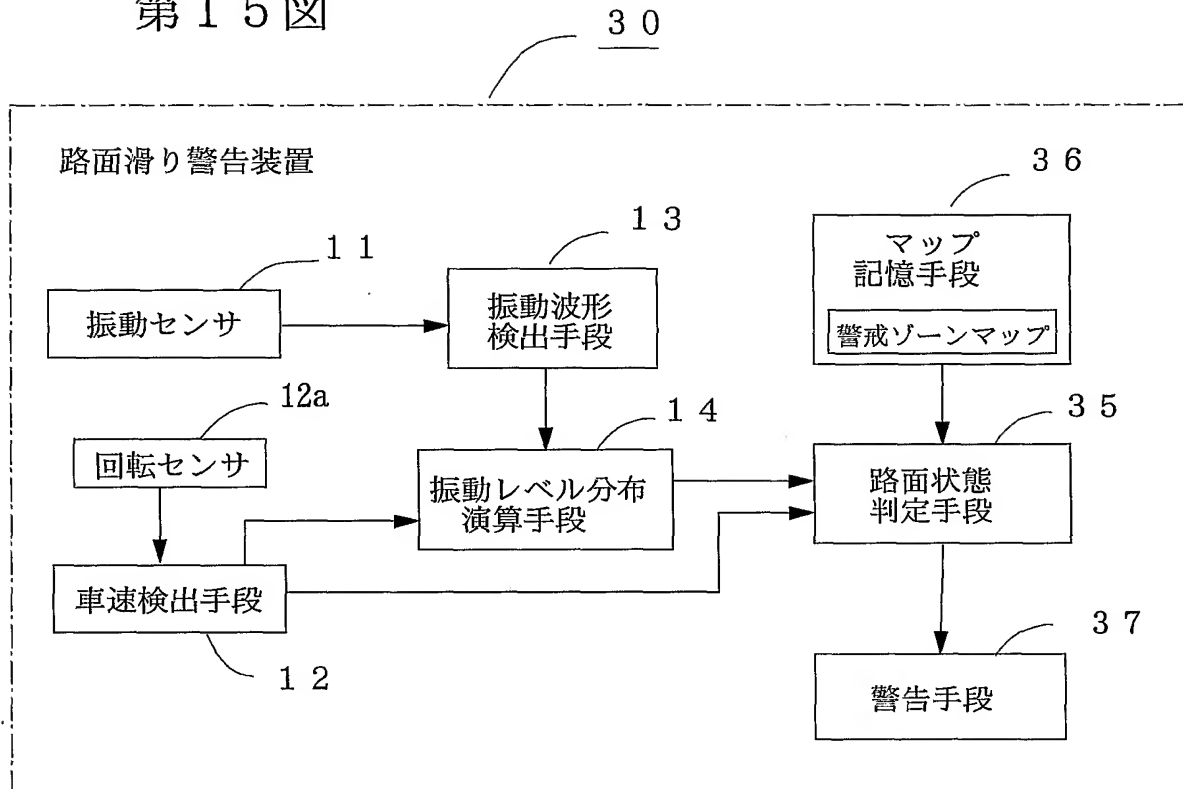 第１５図
３０
路面滑り警告装置
３６
１３
マップ
記憶手段
警戒ゾーンマップ
１１
振動センサ
振動波形
検出手段
12a
１４
３５
回転センサ
振動レベル分布
演算手段
路面状態
判定手段
車速検出手段
１２
３７
警告手段